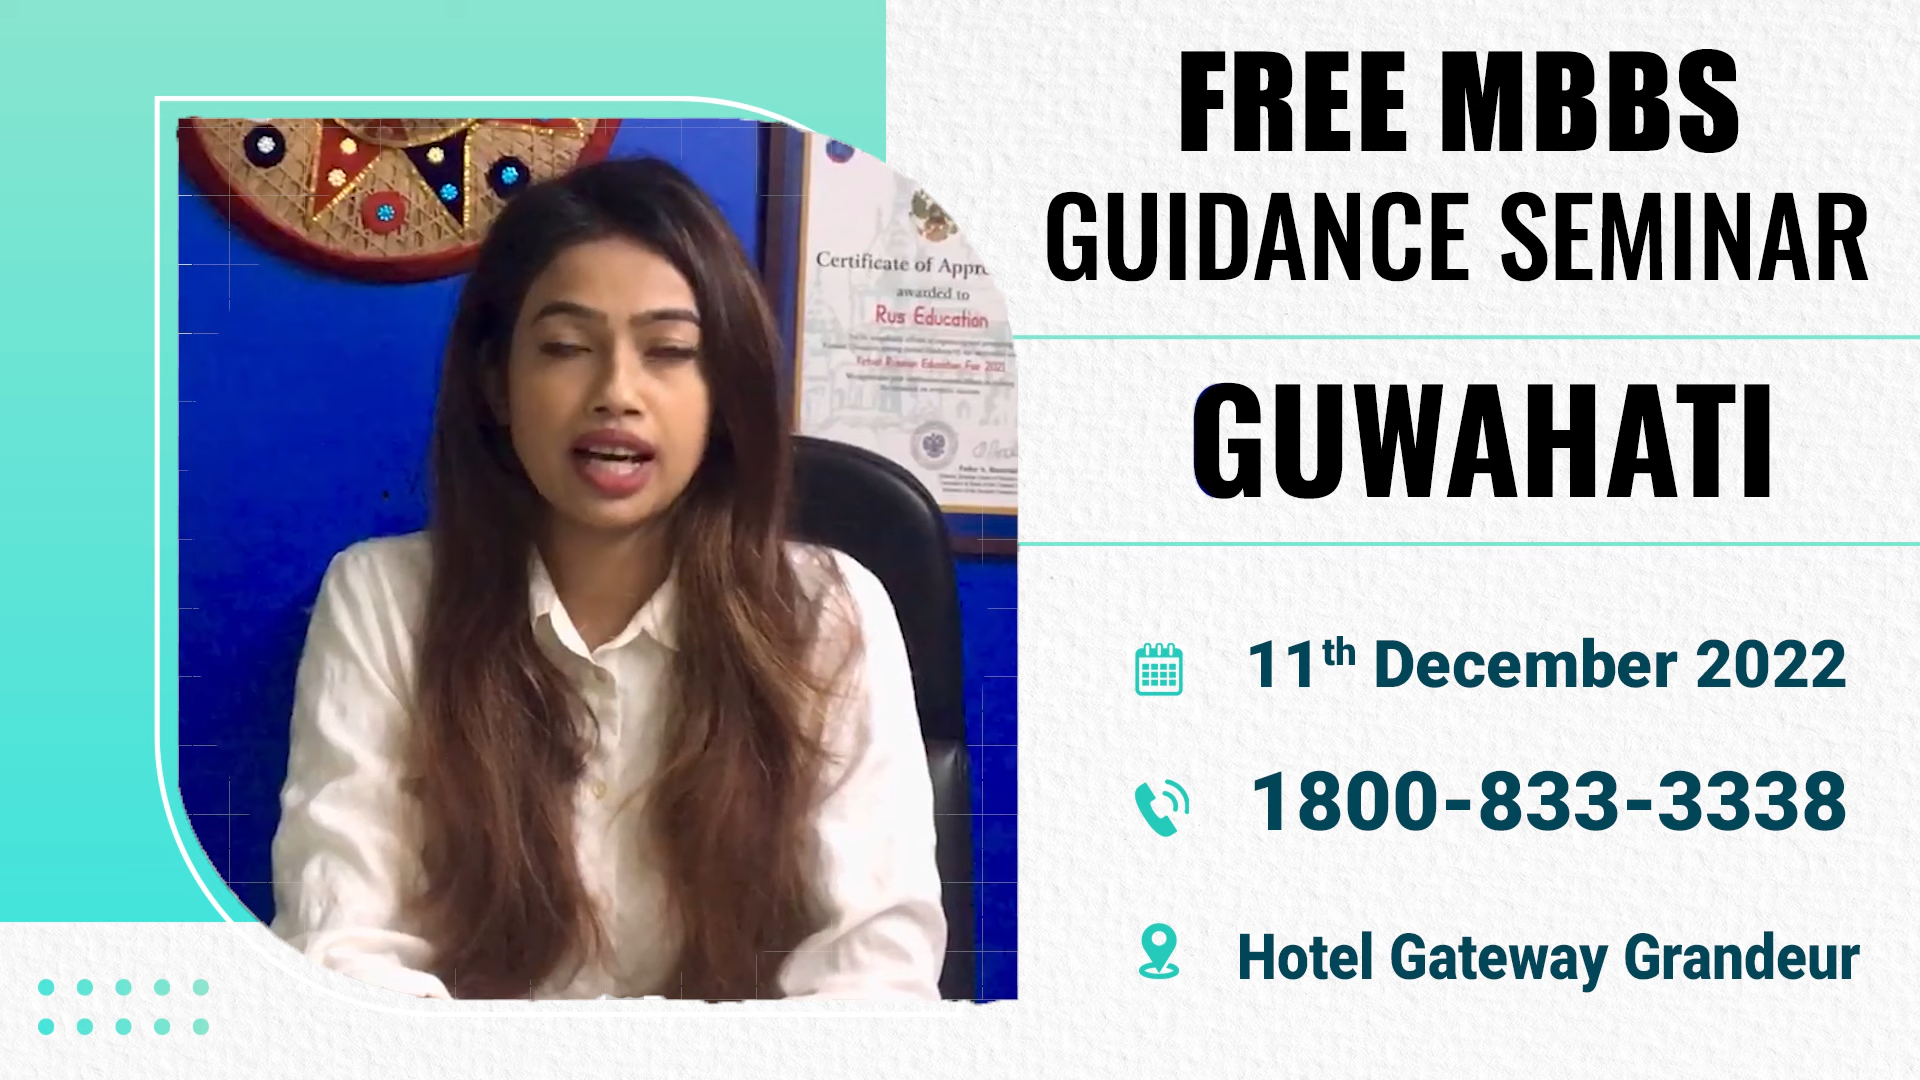 FREE MBBS
GUIDANCE SEMINAR
GUWAHATI
11th December 2022
1800-833-3338
Hotel Gateway Grandeur
Certificate of
awarded to
Rus Education